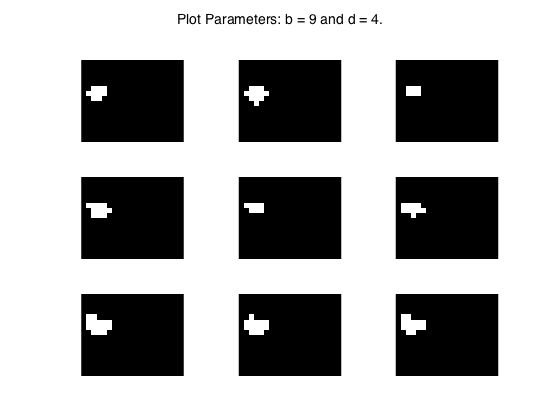 Plot Parameters: b = 9 and d = 4.